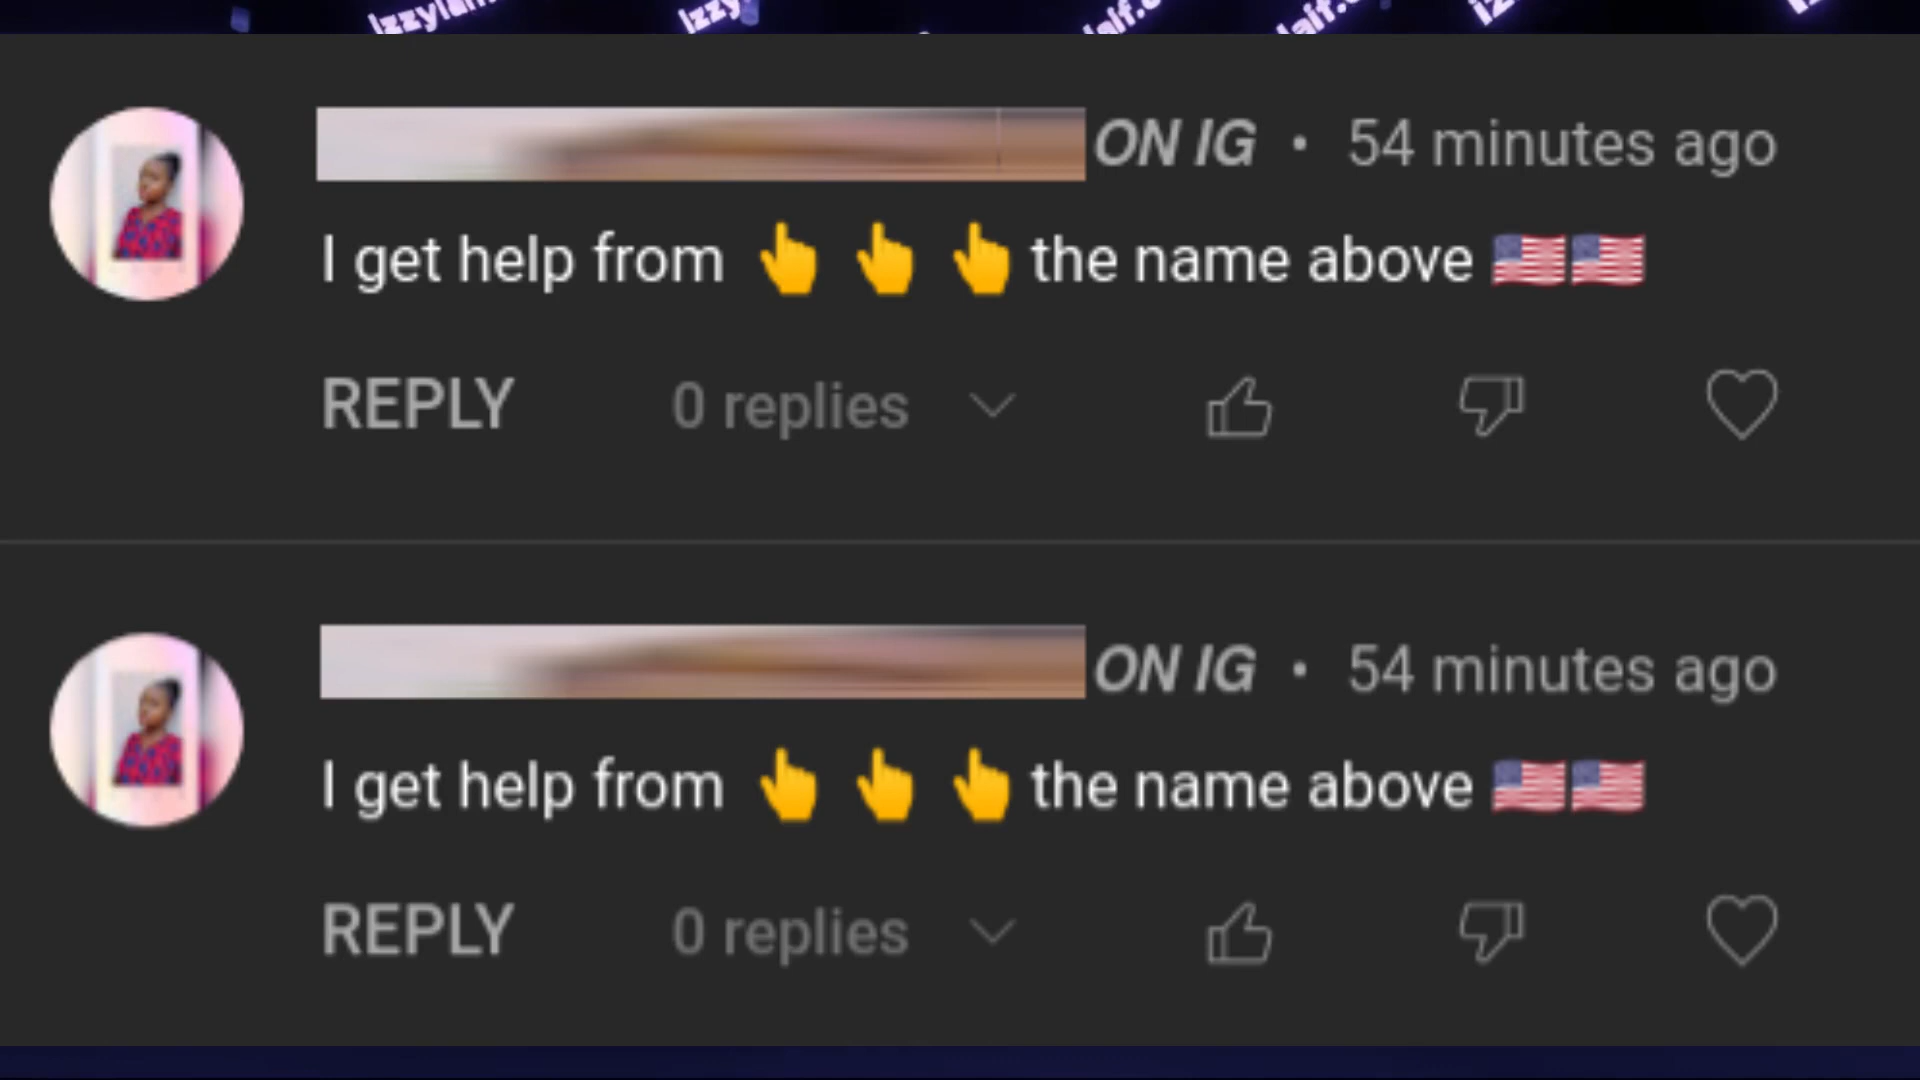 ON IG • 54 minutes ago
I get help from 👆 👆 👆 the name above 🇺🇸🇺🇸
REPLY 0 replies
ON IG • 54 minutes ago
I get help from 👆 👆 👆 the name above 🇺🇸🇺🇸
REPLY 0 replies